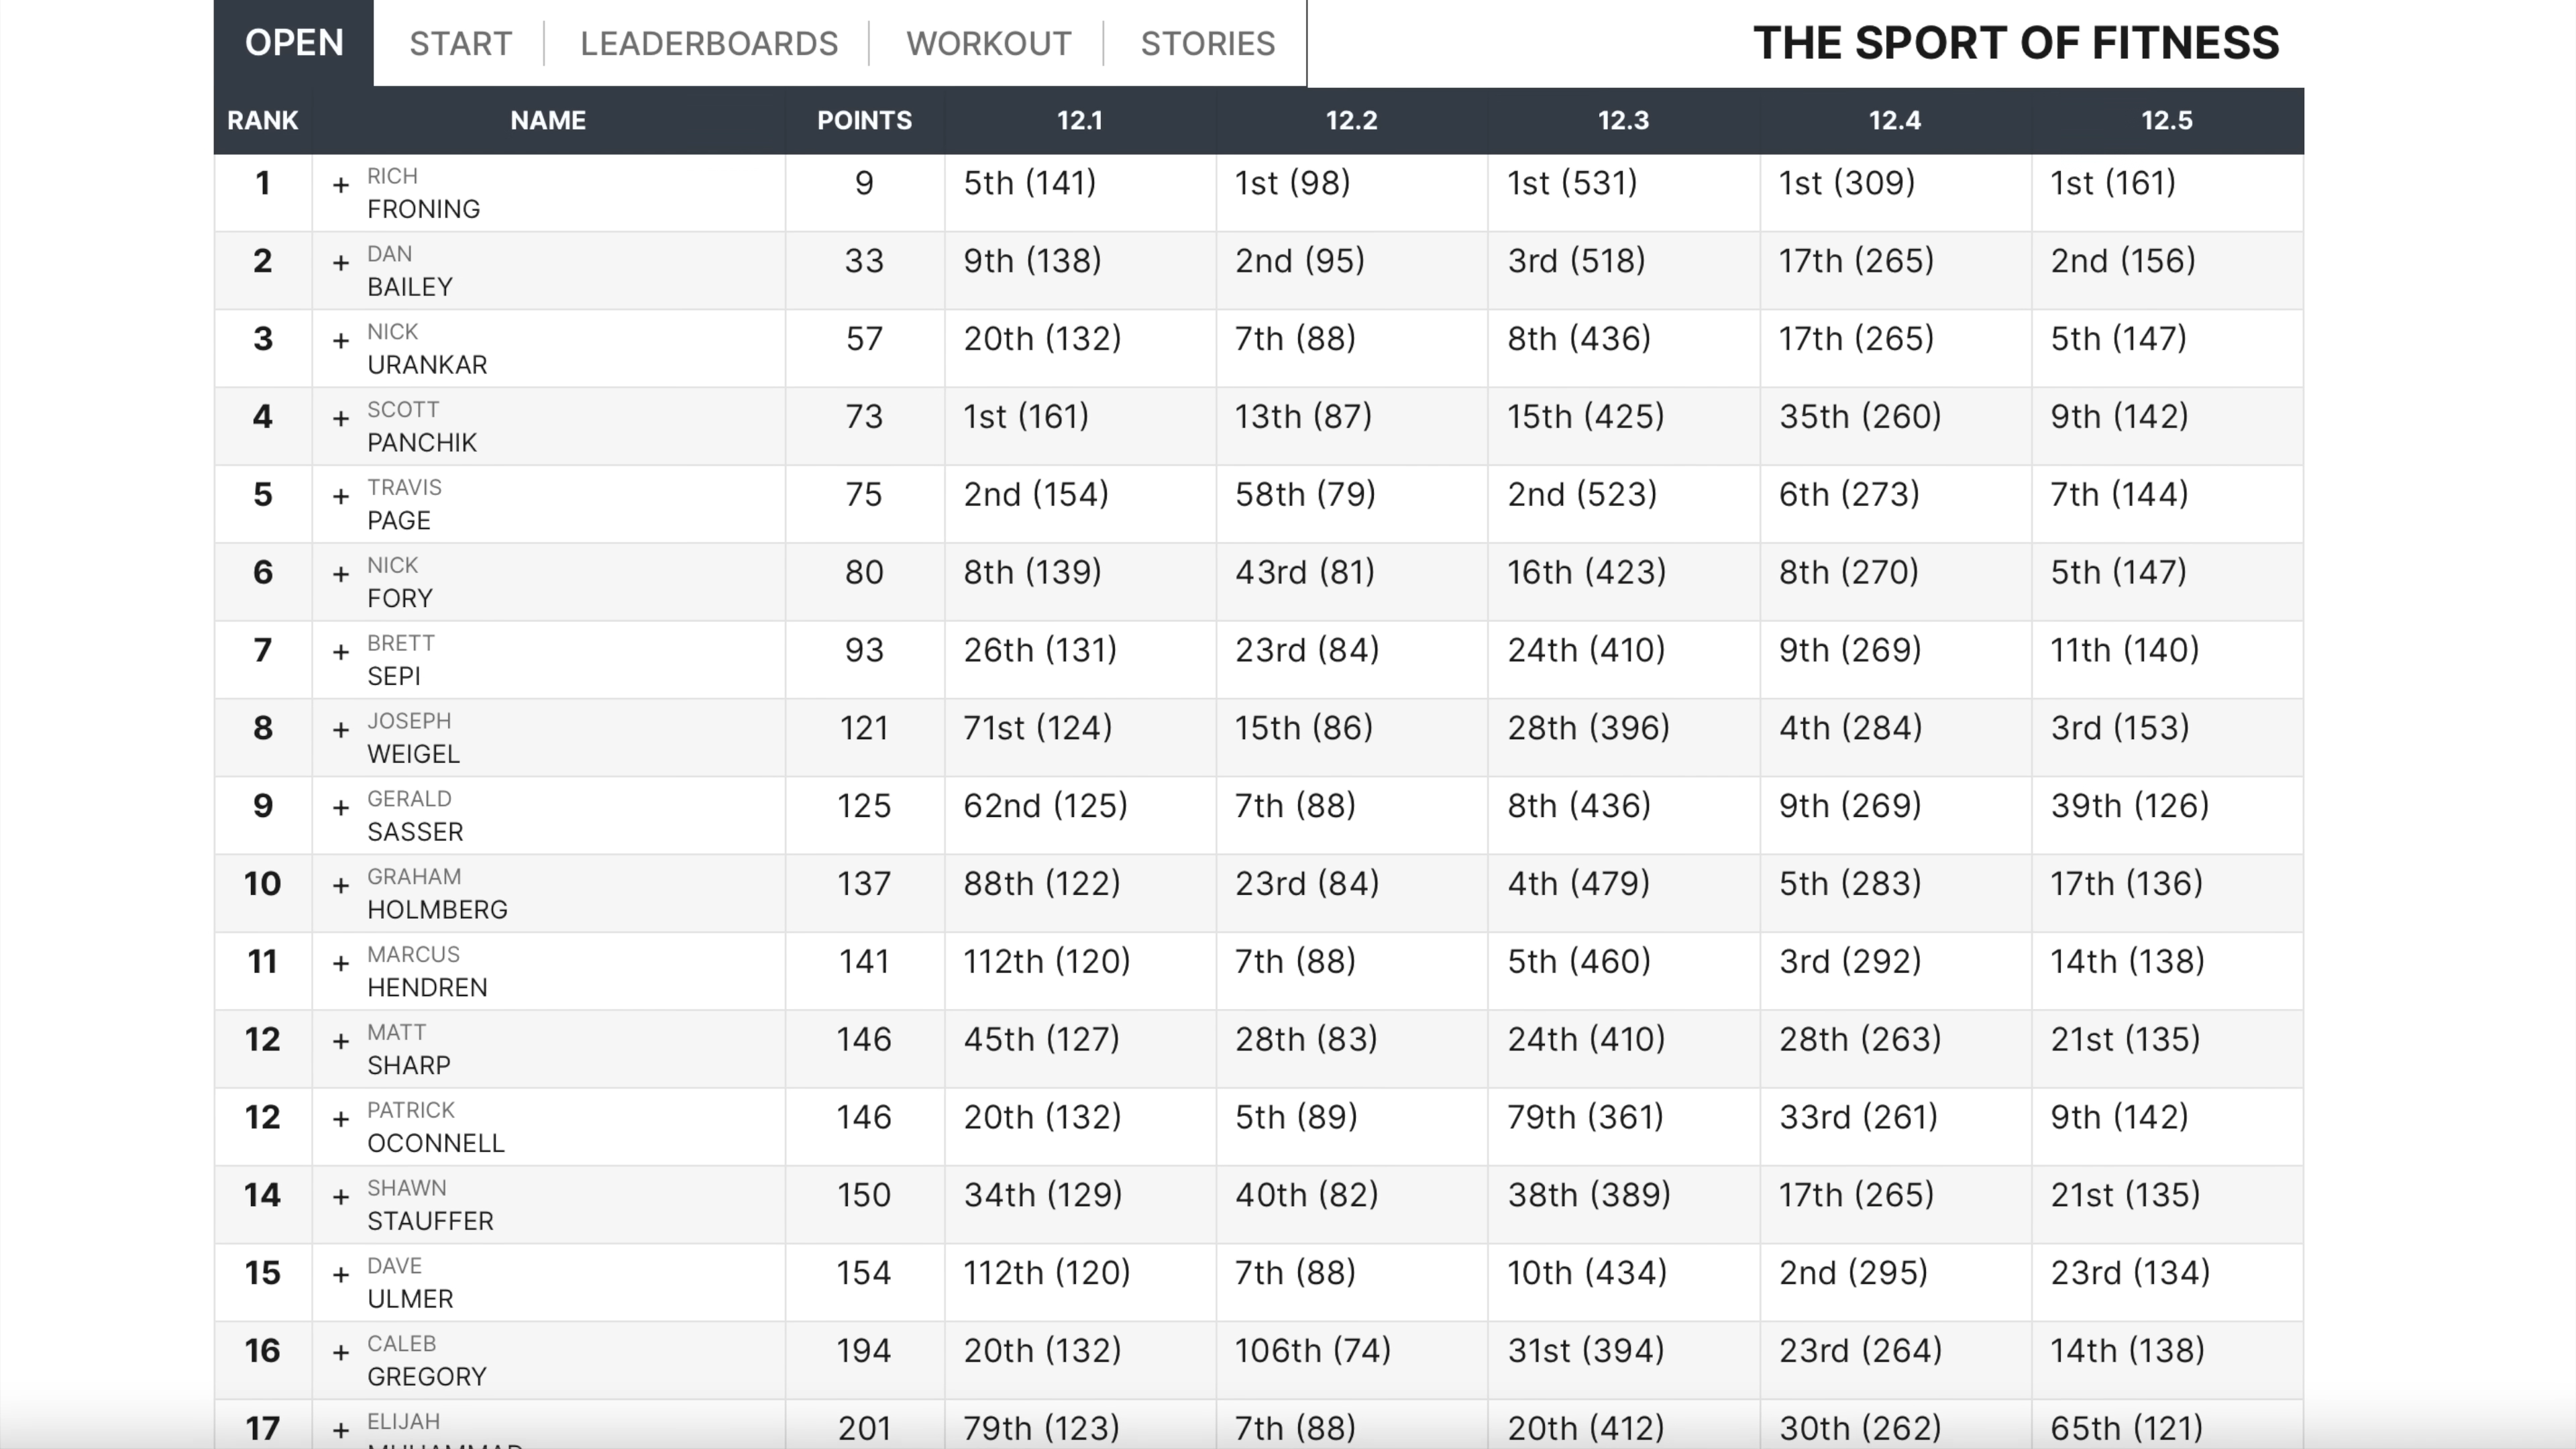 OPEN START LEADERBOARDS WORKOUT STORIES THE SPORT OF FITNESS
RANK NAME POINTS 12.1 12.2 12.3 12.4 12.5
1 + RICH FRONING 9 5th (141) 1st (98) 1st (531) 1st (309) 1st (161)
2 + DAN BAILEY 33 9th (138) 2nd (95) 3rd (518) 17th (265) 2nd (156)
3 + NICK URANKAR 57 20th (132) 7th (88) 8th (436) 17th (265) 5th (147)
4 + SCOTT PANCHIK 73 1st (161) 13th (87) 15th (425) 35th (260) 9th (142)
5 + TRAVIS PAGE 75 2nd (154) 58th (79) 2nd (523) 6th (273) 7th (144)
6 + NICK FORY 80 8th (139) 43rd (81) 16th (423) 8th (270) 5th (147)
7 + BRETT SEPI 93 26th (131) 23rd (84) 24th (410) 9th (269) 11th (140)
8 + JOSEPH WEIGEL 121 71st (124) 15th (86) 28th (396) 4th (284) 3rd (153)
9 + GERALD SASSER 125 62nd (125) 7th (88) 8th (436) 9th (269) 39th (126)
10 + GRAHAM HOLMBERG 137 88th (122) 23rd (84) 4th (479) 5th (283) 17th (136)
11 + MARCUS HENDREN 141 112th (120) 7th (88) 5th (460) 3rd (292) 14th (138)
12 + MATT SHARP 146 45th (127) 28th (83) 24th (410) 28th (263) 21st (135)
12 + PATRICK OCONNELL 146 20th (132) 5th (89) 79th (361) 33rd (261) 9th (142)
14 + SHAWN STAUFFER 150 34th (129) 40th (82) 38th (389) 17th (265) 21st (135)
15 + DAVE ULMER 154 112th (120) 7th (88) 10th (434) 2nd (295) 23rd (134)
16 + CALEB GREGORY 194 20th (132) 106th (74) 31st (394) 23rd (264) 14th (138)
17 + ELIJAH 201 79th (123) 7th (88) 20th (412) 30th (262) 65th (121)